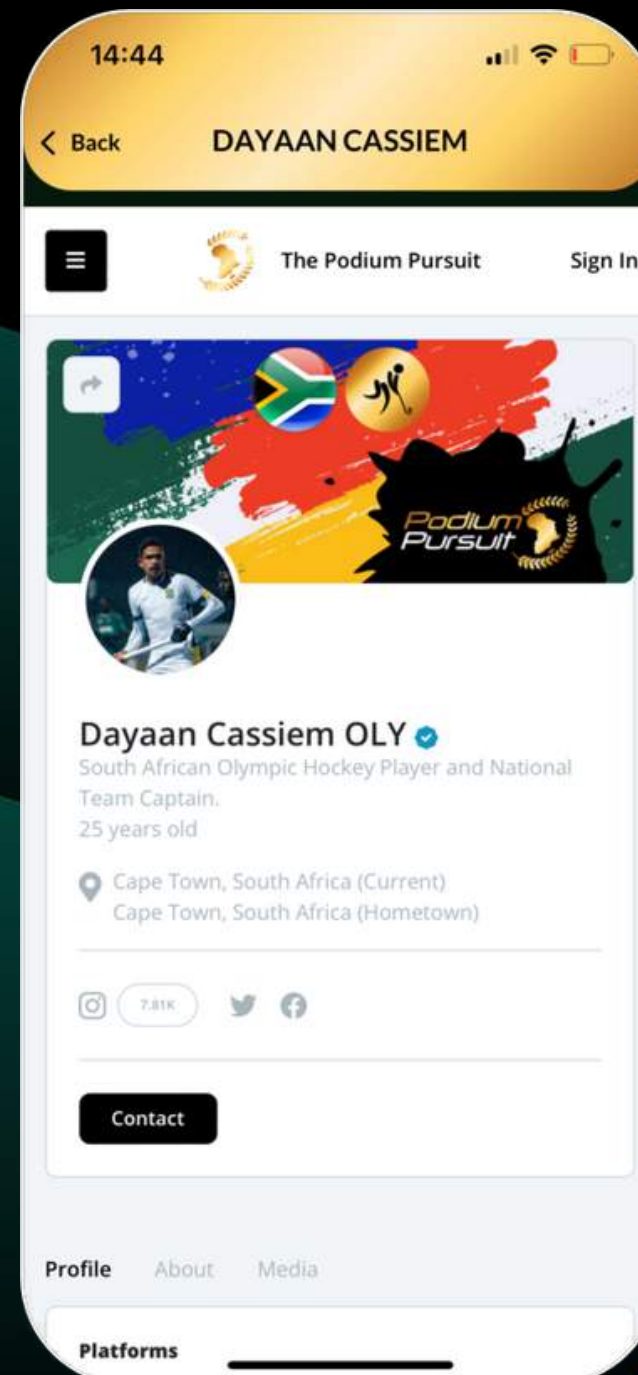 14:44
Back
DAYAAN CASSIEM
The Podium Pursuit
Sign In
Podium
Pursuit
Dayaan Cassiem OLY
South African Olympic Hockey Player and National
Team Captain.
25 years old
Cape Town, South Africa (Current)
Cape Town, South Africa (Hometown)
7.81K
Contact
Profile About Media
Platforms